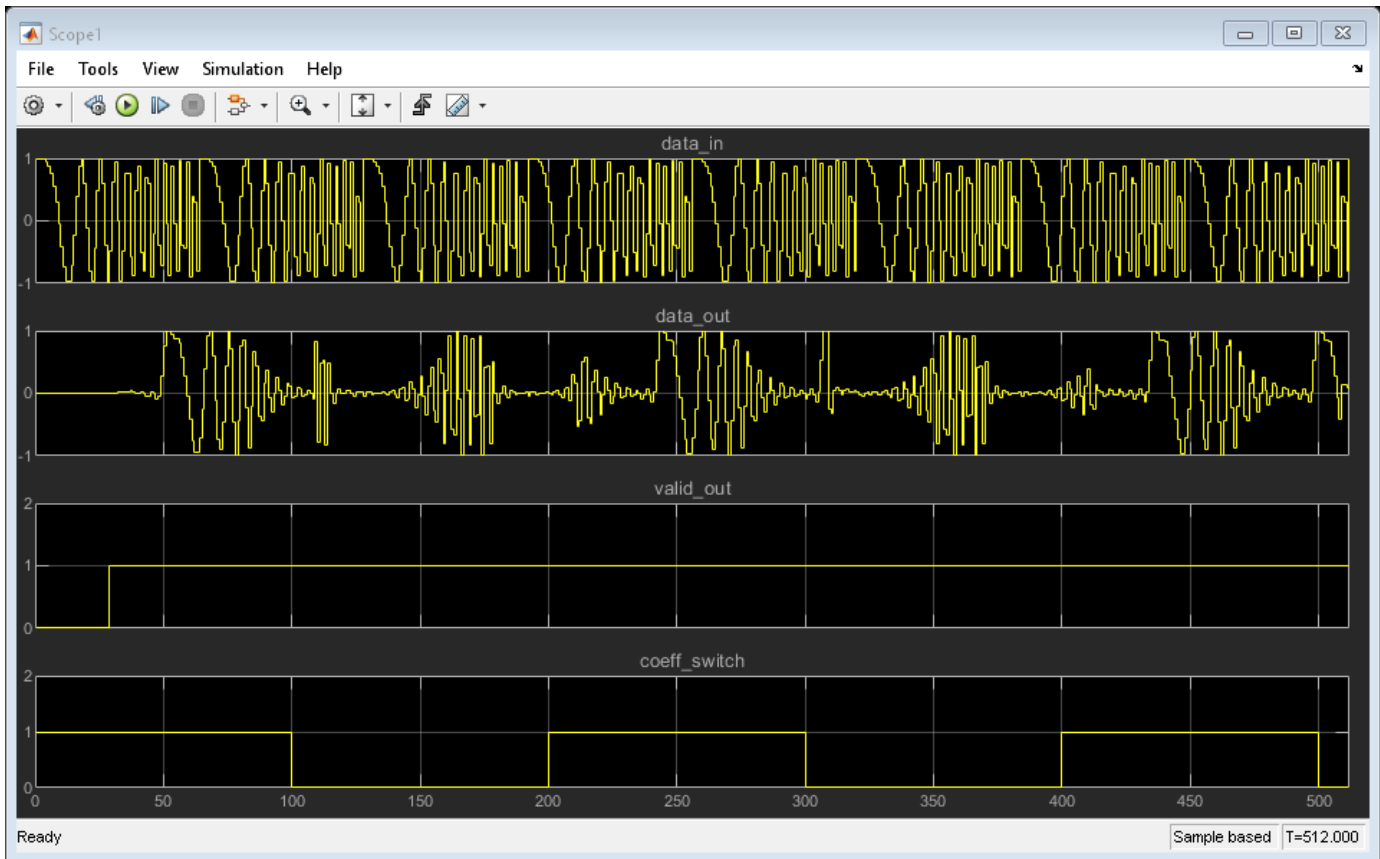 Scope1
File Tools View Simulation Help
data_in
1
0
-1
data_out
1
0
-1
valid_out
2
1
0
coeff_switch
2
1
0
0 50 100 150 200 250 300 350 400 450 500
Ready Sample based T=512.000